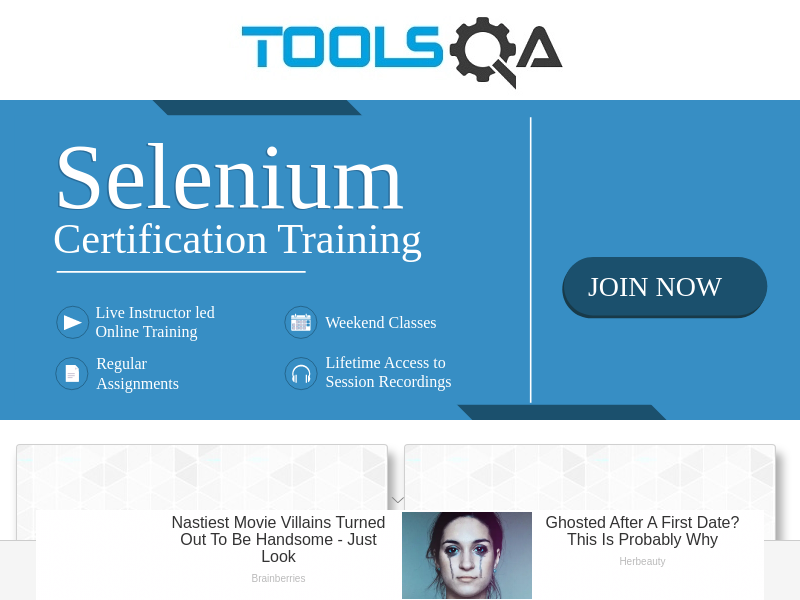 TOOLSQA
Selenium
Certification Training
Live Instructor led
Online Training
Weekend Classes
Regular
Assignments
Lifetime Access to
Session Recordings
JOIN NOW
Nastiest Movie Villains Turned
Out To Be Handsome - Just
Look
Brainberries
Ghosted After A First Date?
This Is Probably Why
Herbeauty